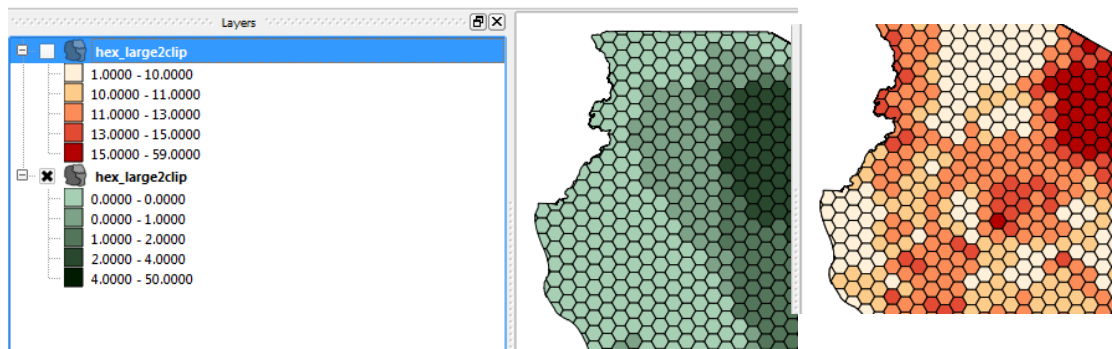 Layers
hex_large2clip
1.0000 - 10.0000
10.0000 - 11.0000
11.0000 - 13.0000
13.0000 - 15.0000
15.0000 - 59.0000
hex_large2clip
0.0000 - 0.0000
0.0000 - 1.0000
1.0000 - 2.0000
2.0000 - 4.0000
4.0000 - 50.0000